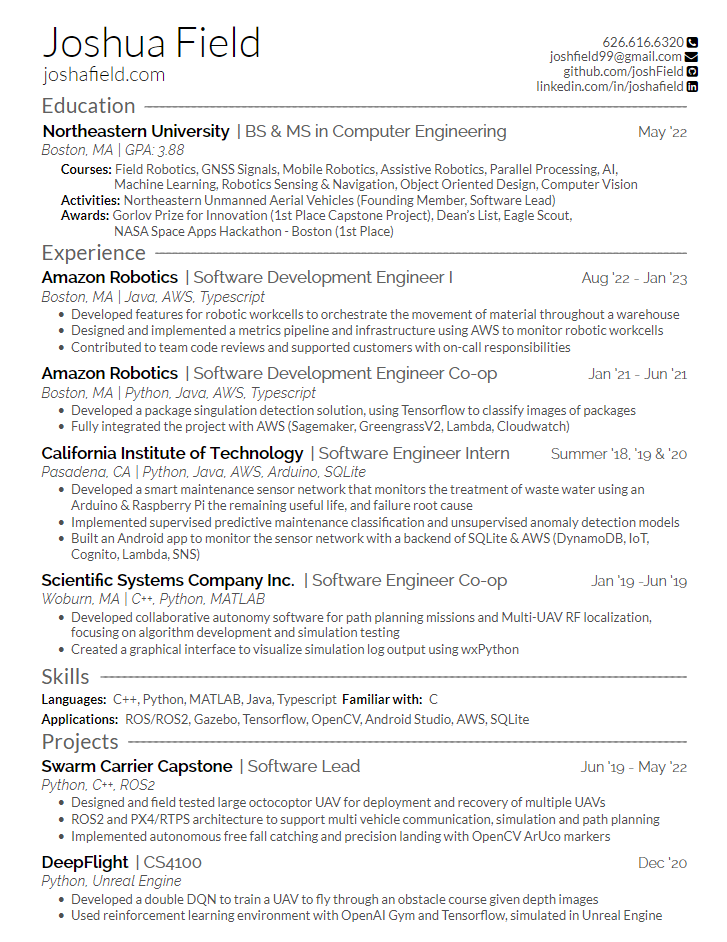 Joshua Field
joshafield.com
626.616.6320
joshfield99@gmail.com
github.com/joshField
linkedin.com/in/joshafield
Education
Northeastern University | BS & MS in Computer Engineering May '22
Boston, MA | GPA: 3.88
Courses: Field Robotics, GNSS Signals, Mobile Robotics, Assistive Robotics, Parallel Processing, AI,
Machine Learning, Robotics Sensing & Navigation, Object Oriented Design, Computer Vision
Activities: Northeastern Unmanned Aerial Vehicles (Founding Member, Software Lead)
Awards: Gorlov Prize for Innovation (1st Place Capstone Project), Dean's List, Eagle Scout,
NASA Space Apps Hackathon - Boston (1st Place)
Experience
Amazon Robotics | Software Development Engineer I Aug '22 - Jan '23
Boston, MA | Java, AWS, Typescript
• Developed features for robotic workcells to orchestrate the movement of material throughout a warehouse
• Designed and implemented a metrics pipeline and infrastructure using AWS to monitor robotic workcells
• Contributed to team code reviews and supported customers with on-call responsibilities
Amazon Robotics | Software Development Engineer Co-op Jan '21 - Jun '21
Boston, MA | Python, Java, AWS, Typescript
• Developed a package singulation detection solution, using Tensorflow to classify images of packages
• Fully integrated the project with AWS (Sagemaker, GreengrassV2, Lambda, Cloudwatch)
California Institute of Technology | Software Engineer Intern Summer '18, '19 & '20
Pasadena, CA | Python, Java, AWS, Arduino, SQLite
• Developed a smart maintenance sensor network that monitors the treatment of waste water using an
Arduino & Raspberry Pi the remaining useful life, and failure root cause
• Implemented supervised predictive maintenance classification and unsupervised anomaly detection models
• Built an Android app to monitor the sensor network with a backend of SQLite & AWS (DynamoDB, IoT,
Cognito, Lambda, SNS)
Scientific Systems Company Inc. | Software Engineer Co-op Jan '19 -Jun '19
Woburn, MA | C++, Python, MATLAB
• Developed collaborative autonomy software for path planning missions and Multi-UAV RF localization,
focusing on algorithm development and simulation testing
• Created a graphical interface to visualize simulation log output using wxPython
Skills
Languages: C++, Python, MATLAB, Java, Typescript Familiar with: C
Applications: ROS/ROS2, Gazebo, Tensorflow, OpenCV, Android Studio, AWS, SQLite
Projects
Swarm Carrier Capstone | Software Lead Jun '19 - May '22
Python, C++, ROS2
• Designed and field tested large octocoptor UAV for deployment and recovery of multiple UAVs
• ROS2 and PX4/RTPS architecture to support multi vehicle communication, simulation and path planning
• Implemented autonomous free fall catching and precision landing with OpenCV ArUco markers
DeepFlight | CS4100 Dec '20
Python, Unreal Engine
• Developed a double DQN to train a UAV to fly through an obstacle course given depth images
• Used reinforcement learning environment with OpenAI Gym and Tensorflow, simulated in Unreal Engine